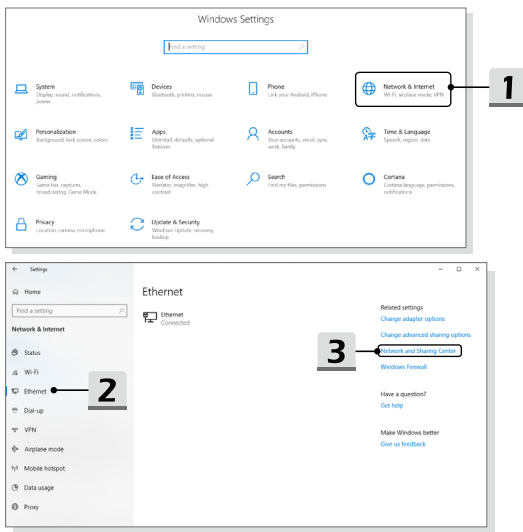 Windows Settings
Find a setting
System
Display, sound, notifications,
power
Devices
Bluetooth, printers, mouse
Phone
Link your Android, iPhone
Network & Internet
Wi-Fi, airplane mode, VPN
1
Personalization
Background, lock screen, colors
Apps
Uninstall, defaults, optional
features
Accounts
Your accounts, email, sync,
work, family
Time & Language
Speech, region, date
Gaming
Game bar, captures,
broadcasting, Game Mode
Ease of Access
Narrator, magnifier, high
contrast
Search
Find my files, permissions
Cortana
Cortana language, permissions,
notifications
Privacy
Location, camera, microphone
Update & Security
Windows Update, recovery,
backup
Settings
Home
Find a setting
Network & Internet
Status
Wi-Fi
Ethernet
2
Dial-up
VPN
Airplane mode
Mobile hotspot
Data usage
Proxy
Ethernet
Ethernet
Connected
Related settings
Change adapter options
Change advanced sharing options
3
Network and Sharing Center
Windows Firewall
Have a question?
Get help
Make Windows better
Give us feedback